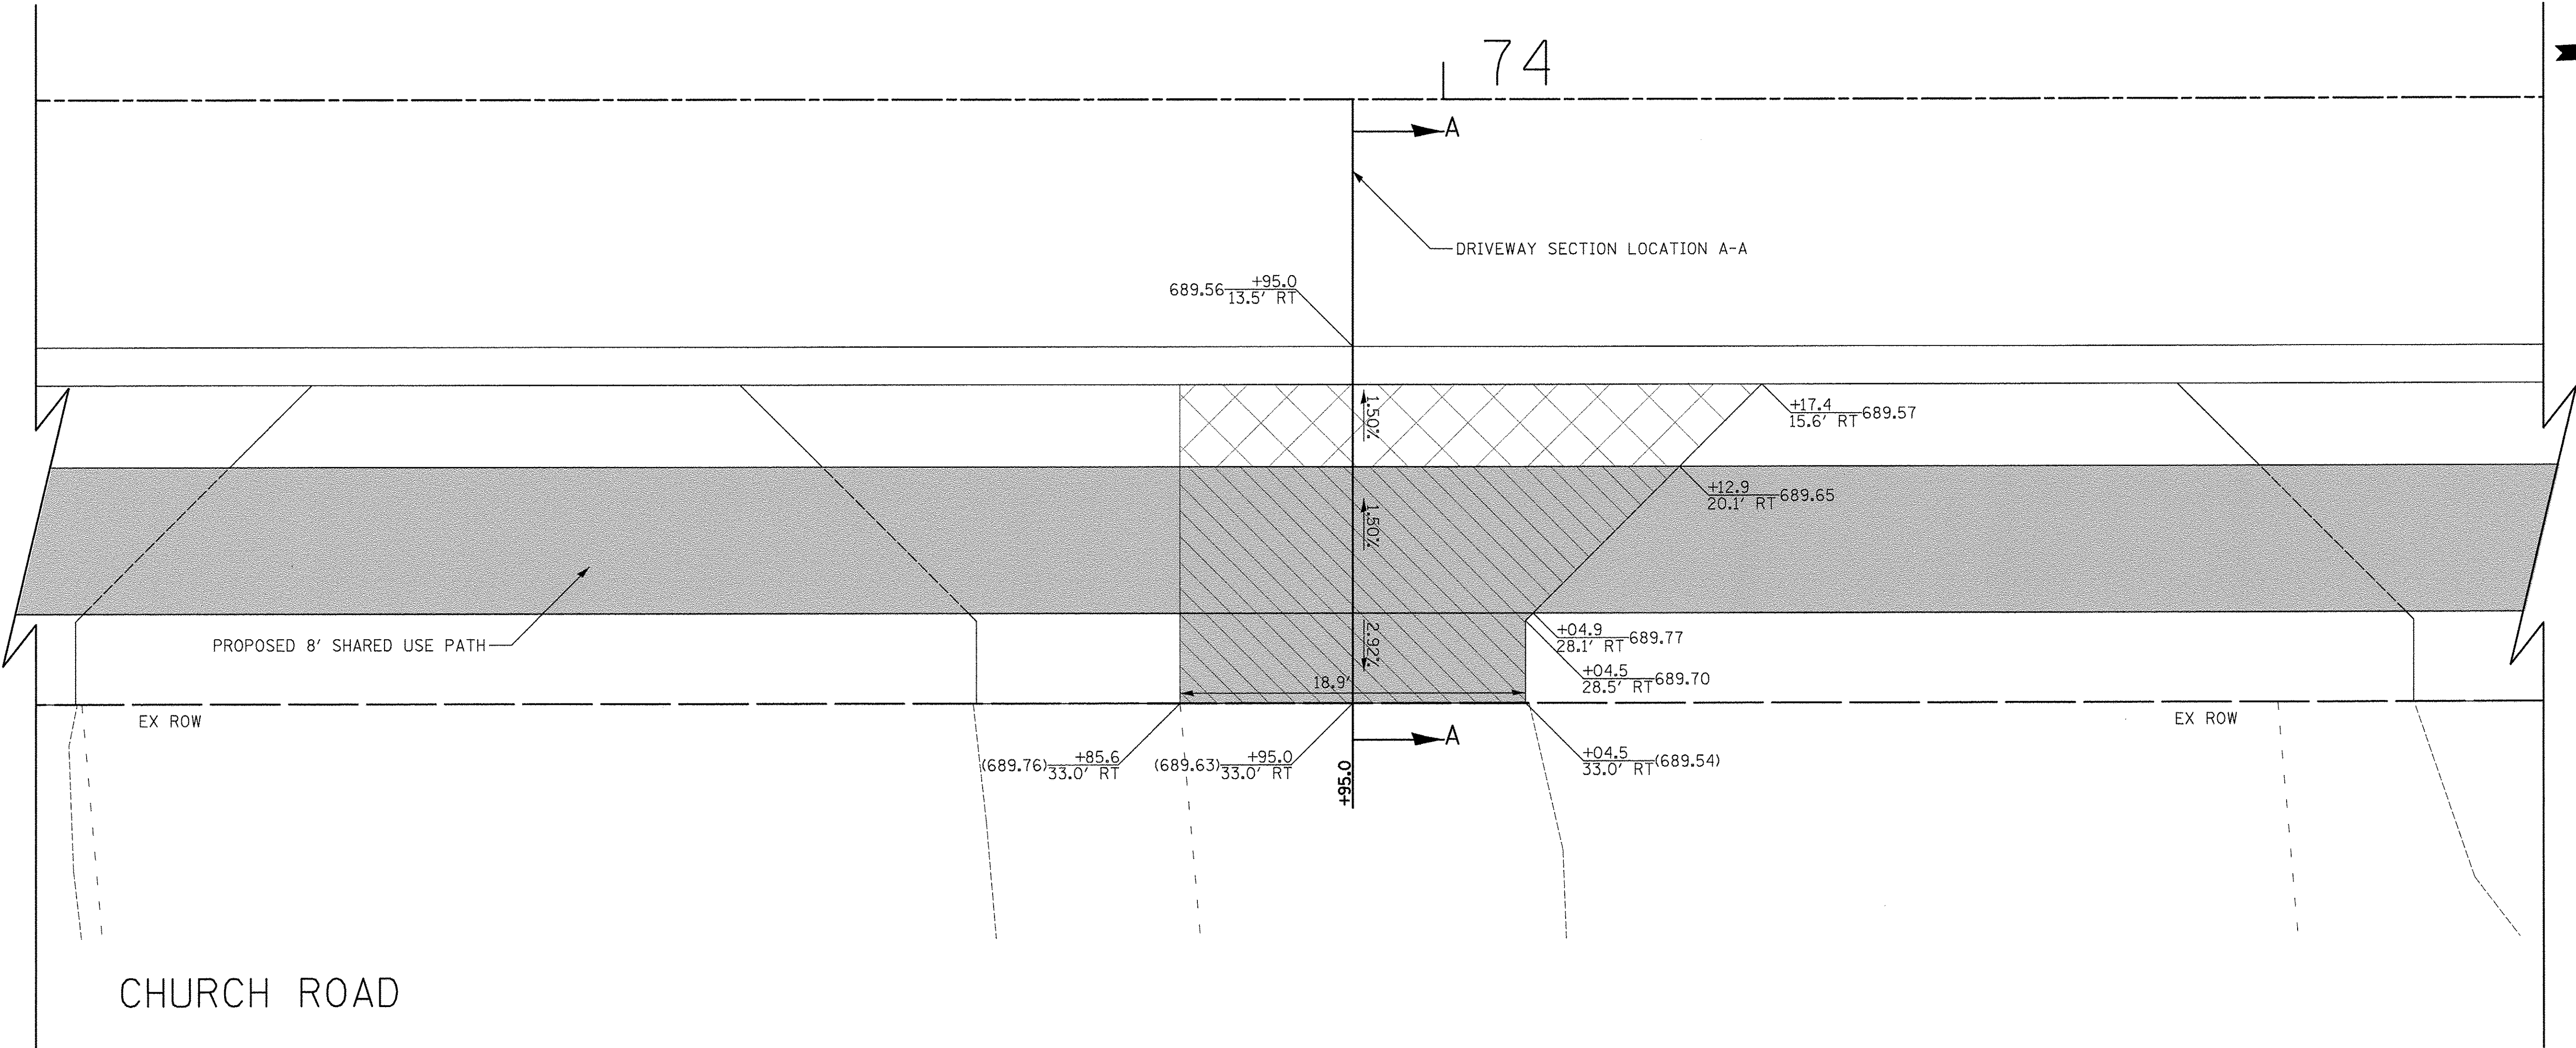 74
A
DRIVEWAY SECTION LOCATION A-A
+95.0
689.56
13.5' RT
1.50%
+17.4
689.57
15.6' RT
+12.9
689.65
20.1' RT
1.50%
PROPOSED 8' SHARED USE PATH
2.92%
+04.9
689.77
28.1' RT
+04.5
689.70
28.5' RT
18.9'
EX ROW
EX ROW
A
+85.6
(689.76)
33.0' RT
+95.0
(689.63)
33.0' RT
+04.5
(689.54)
33.0' RT
+95.0
CHURCH ROAD